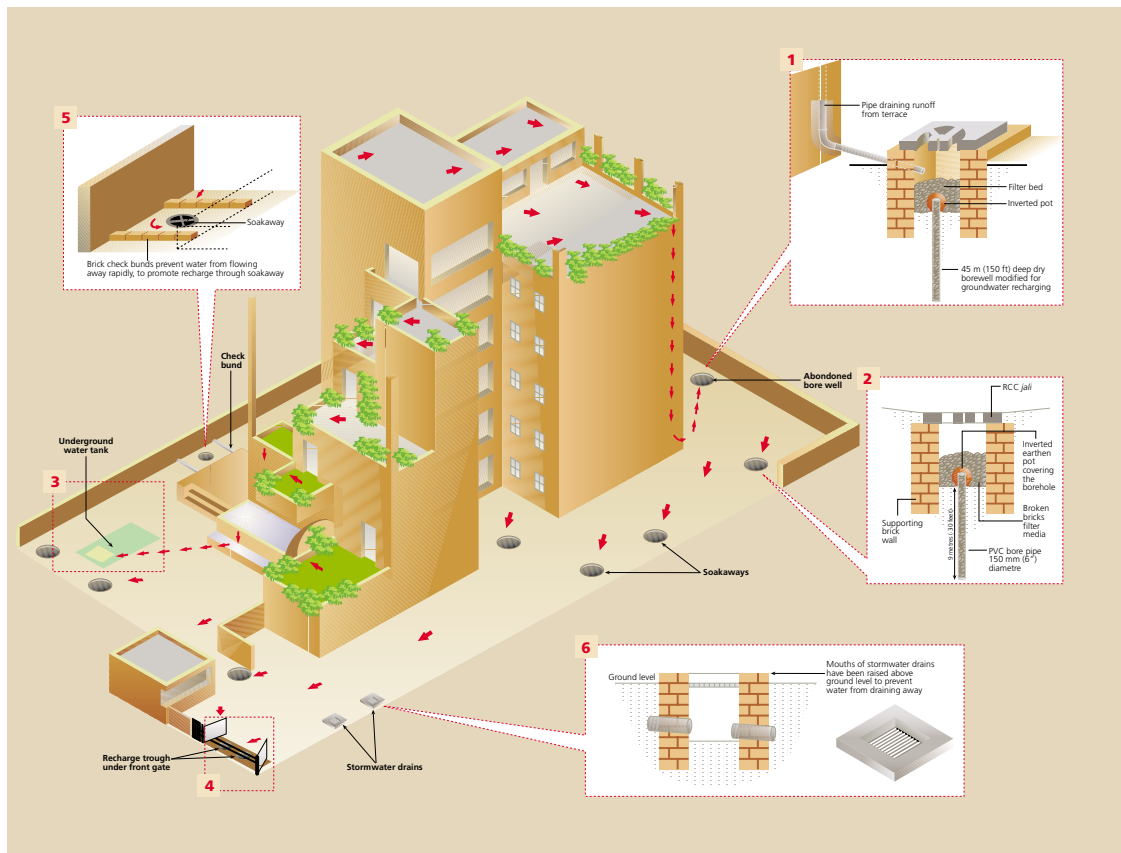 1
Pipe draining runoff
from terrace
Filter bed
Inverted pot
45 m (150 ft) deep dry
borewell modified for
groundwater recharging
5
Soakaway
Brick check bunds prevent water from flowing
away rapidly, to promote recharge through soakaway
Check
bund
Abondoned
bore well
2
RCC jali
Inverted
earthen
pot
covering
the
borehole
Broken
bricks
filter
media
Supporting
brick
wall
9 metres (30 feet)
PVC bore pipe
150 mm (6")
diametre
Underground
water tank
3
Soakaways
6
Ground level
Mouths of stormwater drains
have been raised above
ground level to prevent
water from draining away
Recharge trough
under front gate
4
Stormwater drains